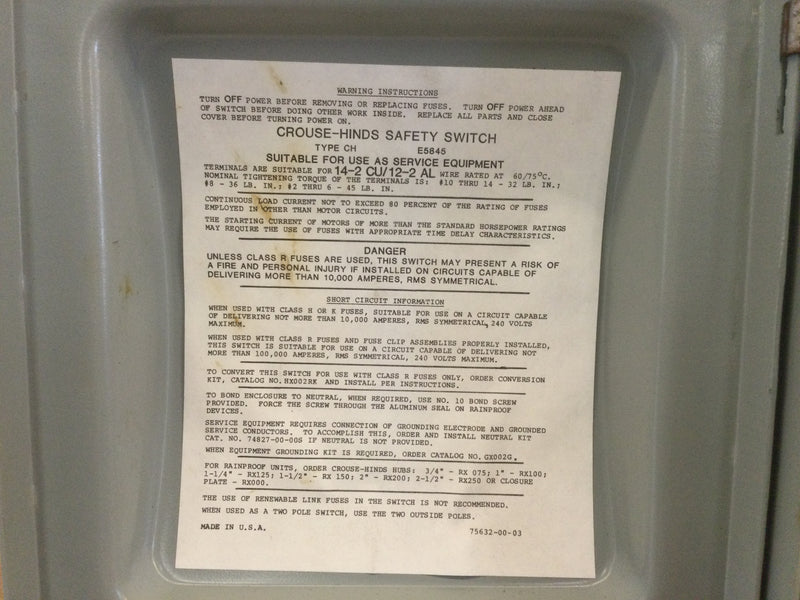 WARNING INSTRUCTIONS
TURN OFF POWER BEFORE REMOVING OR REPLACING FUSES. TURN OFF POWER AHEAD
OF SWITCH BEFORE DOING OTHER WORK INSIDE. REPLACE ALL PARTS AND CLOSE
COVER BEFORE TURNING POWER ON.
CROUSE-HINDS SAFETY SWITCH
TYPE CH E5845
SUITABLE FOR USE AS SERVICE EQUIPMENT
TERMINALS ARE SUITABLE FOR 14-2 CU/12-2 AL WIRE RATED AT 60/75°C.
NOMINAL TIGHTENING TORQUE OF THE TERMINALS IS: #10 THRU 14 - 32 LB. IN.;
#8 - 36 LB. IN.; #2 THRU 6 - 45 LB. IN.
CONTINUOUS LOAD CURRENT NOT TO EXCEED 80 PERCENT OF THE RATING OF FUSES
EMPLOYED IN OTHER THAN MOTOR CIRCUITS.
THE STARTING CURRENT OF MOTORS OF MORE THAN THE STANDARD HORSEPOWER RATINGS
MAY REQUIRE THE USE OF FUSES WITH APPROPRIATE TIME DELAY CHARACTERISTICS.
DANGER
UNLESS CLASS R FUSES ARE USED, THIS SWITCH MAY PRESENT A RISK OF
A FIRE AND PERSONAL INJURY IF INSTALLED ON CIRCUITS CAPABLE OF
DELIVERING MORE THAN 10,000 AMPERES, RMS SYMMETRICAL.
SHORT CIRCUIT INFORMATION
WHEN USED WITH CLASS H OR K FUSES, SUITABLE FOR USE ON A CIRCUIT CAPABLE
OF DELIVERING NOT MORE THAN 10,000 AMPERES, RMS SYMMETRICAL, 240 VOLTS
MAXIMUM.
WHEN USED WITH CLASS R FUSES AND FUSE CLIP ASSEMBLIES PROPERLY INSTALLED,
THIS SWITCH IS SUITABLE FOR USE ON A CIRCUIT CAPABLE OF DELIVERING NOT
MORE THAN 100,000 AMPERES, RMS SYMMETRICAL, 240 VOLTS MAXIMUM.
TO CONVERT THIS SWITCH FOR USE WITH CLASS R FUSES ONLY, ORDER CONVERSION
KIT, CATALOG NO. HX002RK AND INSTALL PER INSTRUCTIONS.
TO BOND ENCLOSURE TO NEUTRAL, WHEN REQUIRED, USE NO. 10 BOND SCREW
PROVIDED. FORCE THE SCREW THROUGH THE ALUMINUM SEAL ON RAINPROOF
DEVICES.
SERVICE EQUIPMENT REQUIRES CONNECTION OF GROUNDING ELECTRODE AND GROUNDED
SERVICE CONDUCTORS. TO ACCOMPLISH THIS, ORDER AND INSTALL NEUTRAL KIT
CAT. NO. 74827-00-00S IF NEUTRAL IS NOT PROVIDED.
WHEN EQUIPMENT GROUNDING KIT IS REQUIRED, ORDER CATALOG NO. GX002G.
FOR RAINPROOF UNITS, ORDER CROUSE-HINDS HUBS: 3/4" - RX 075; 1" - RX100;
1-1/4" - RX125; 1-1/2" - RX 150; 2" - RX200; 2-1/2" - RX250 OR CLOSURE
PLATE - RX000.
THE USE OF RENEWABLE LINK FUSES IN THE SWITCH IS NOT RECOMMENDED.
WHEN USED AS A TWO POLE SWITCH, USE THE TWO OUTSIDE POLES.
MADE IN U.S.A. 75632-00-03